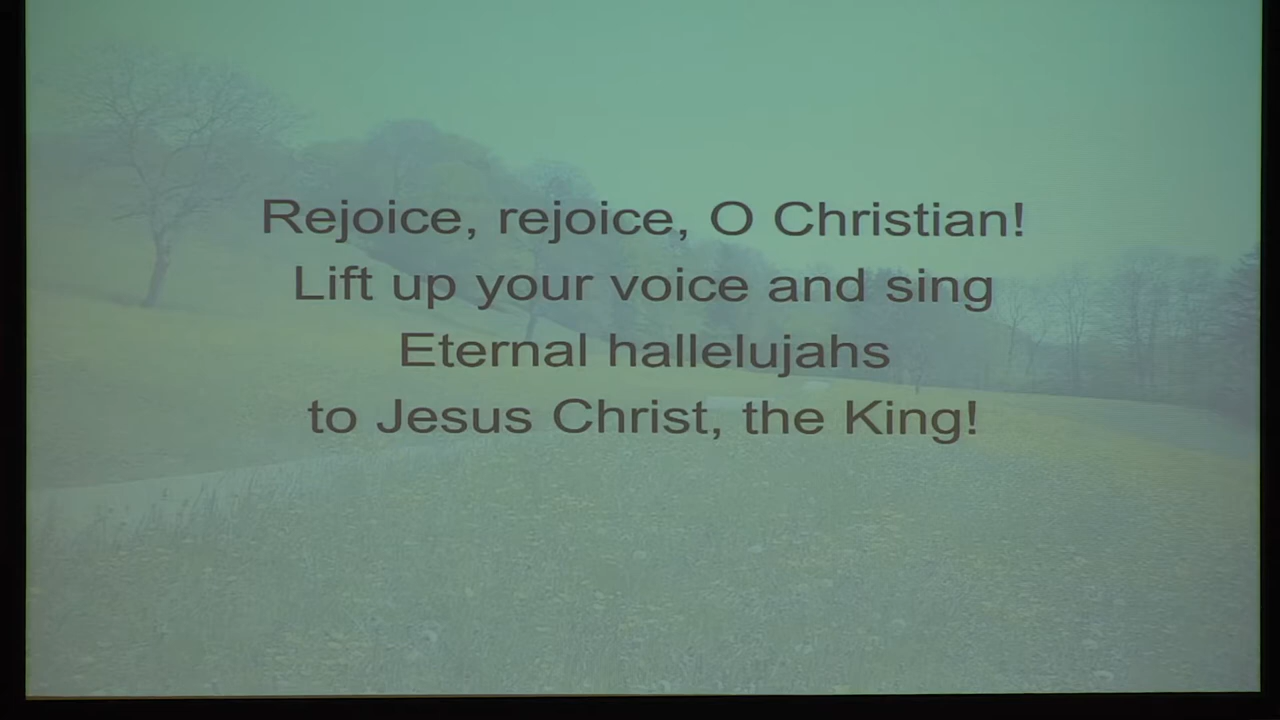 Rejoice, rejoice, O Christian!
Lift up your voice and sing
Eternal hallelujahs
to Jesus Christ, the King!